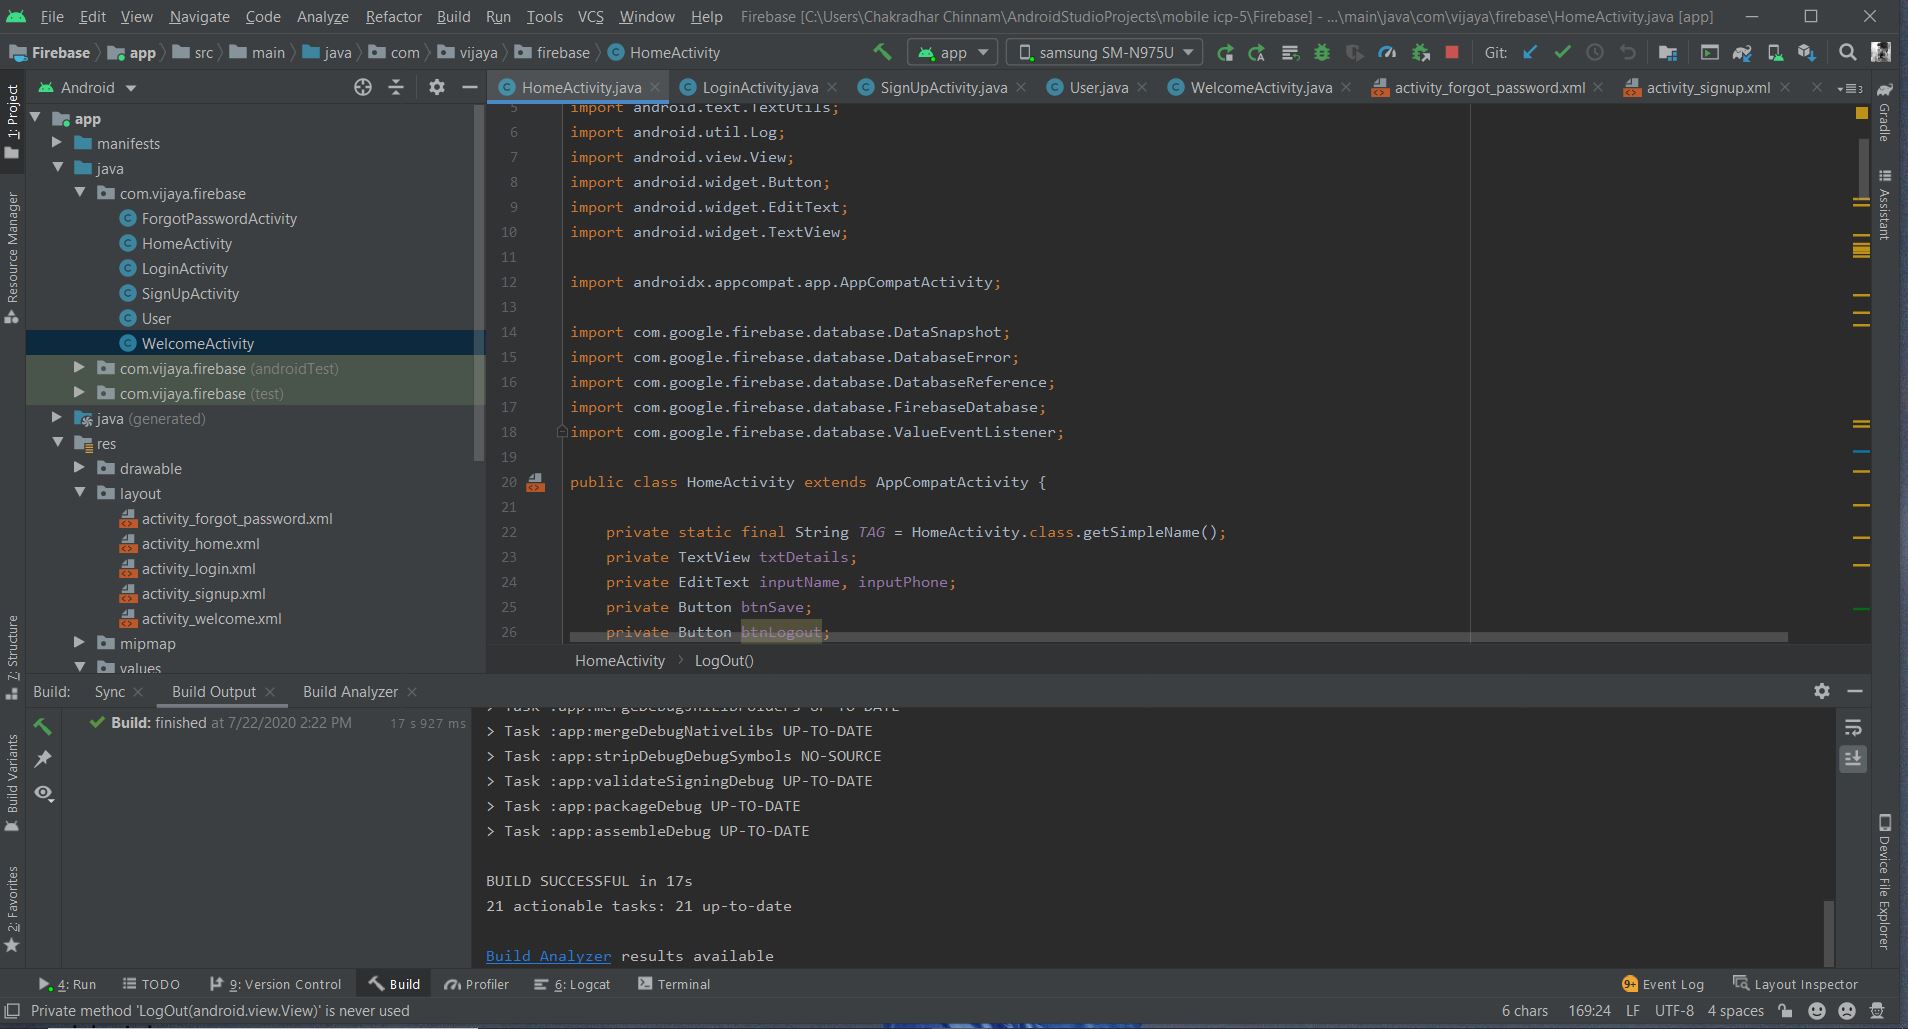 File Edit View Navigate Code Analyze Refactor Build Run Tools VCS Window Help Firebase [C:\Users\Chakradhar Chinnam\AndroidStudioProjects\mobile icp-5\Firebase] - ...\main\java\com\vijaya\firebase\HomeActivity.java [app]
Firebase app src main java com vijaya firebase HomeActivity app samsung SM-N975U Git:
Android
HomeActivity.java LoginActivity.java SignUpActivity.java User.java WelcomeActivity.java activity_forgot_password.xml activity_signup.xml 3
1: Project
Resource Manager
7: Structure
Build Variants
2: Favorites
app
manifests
java
com.vijaya.firebase
ForgotPasswordActivity
HomeActivity
LoginActivity
SignUpActivity
User
WelcomeActivity
com.vijaya.firebase (androidTest)
com.vijaya.firebase (test)
java (generated)
res
drawable
layout
activity_forgot_password.xml
activity_home.xml
activity_login.xml
activity_signup.xml
activity_welcome.xml
mipmap
values
5 import android.text.TextUtils;
6 import android.util.Log;
7 import android.view.View;
8 import android.widget.Button;
9 import android.widget.EditText;
10 import android.widget.TextView;
11
12 import androidx.appcompat.app.AppCompatActivity;
13
14 import com.google.firebase.database.DataSnapshot;
15 import com.google.firebase.database.DatabaseError;
16 import com.google.firebase.database.DatabaseReference;
17 import com.google.firebase.database.FirebaseDatabase;
18 import com.google.firebase.database.ValueEventListener;
19
20 public class HomeActivity extends AppCompatActivity {
21
22 private static final String TAG = HomeActivity.class.getSimpleName();
23 private TextView txtDetails;
24 private EditText inputName, inputPhone;
25 private Button btnSave;
26 private Button btnLogout;
HomeActivity LogOut()
Gradle
Assistant
Device File Explorer
Build: Sync Build Output Build Analyzer
Build: finished at 7/22/2020 2:22 PM 17 s 927 ms
> Task :app:mergeDebugJniLibFolders UP-TO-DATE
> Task :app:mergeDebugNativeLibs UP-TO-DATE
> Task :app:stripDebugDebugSymbols NO-SOURCE
> Task :app:validateSigningDebug UP-TO-DATE
> Task :app:packageDebug UP-TO-DATE
> Task :app:assembleDebug UP-TO-DATE
BUILD SUCCESSFUL in 17s
21 actionable tasks: 21 up-to-date
Build Analyzer results available
4: Run TODO 9: Version Control Build Profiler 6: Logcat Terminal 9+ Event Log Layout Inspector
Private method 'LogOut(android.view.View)' is never used 6 chars 169:24 LF UTF-8 4 spaces